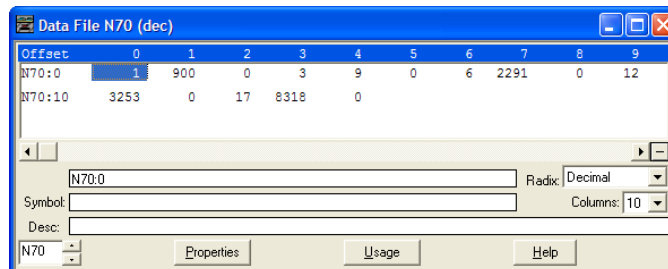 Data File N70 (dec)
Offset 0 1 2 3 4 5 6 7 8 9
N70:0 1 900 0 3 9 0 6 2291 0 12
N70:10 3253 0 17 8318 0
N70:0 Radix: Decimal
Symbol: Columns: 10
Desc:
N70 Properties Usage Help